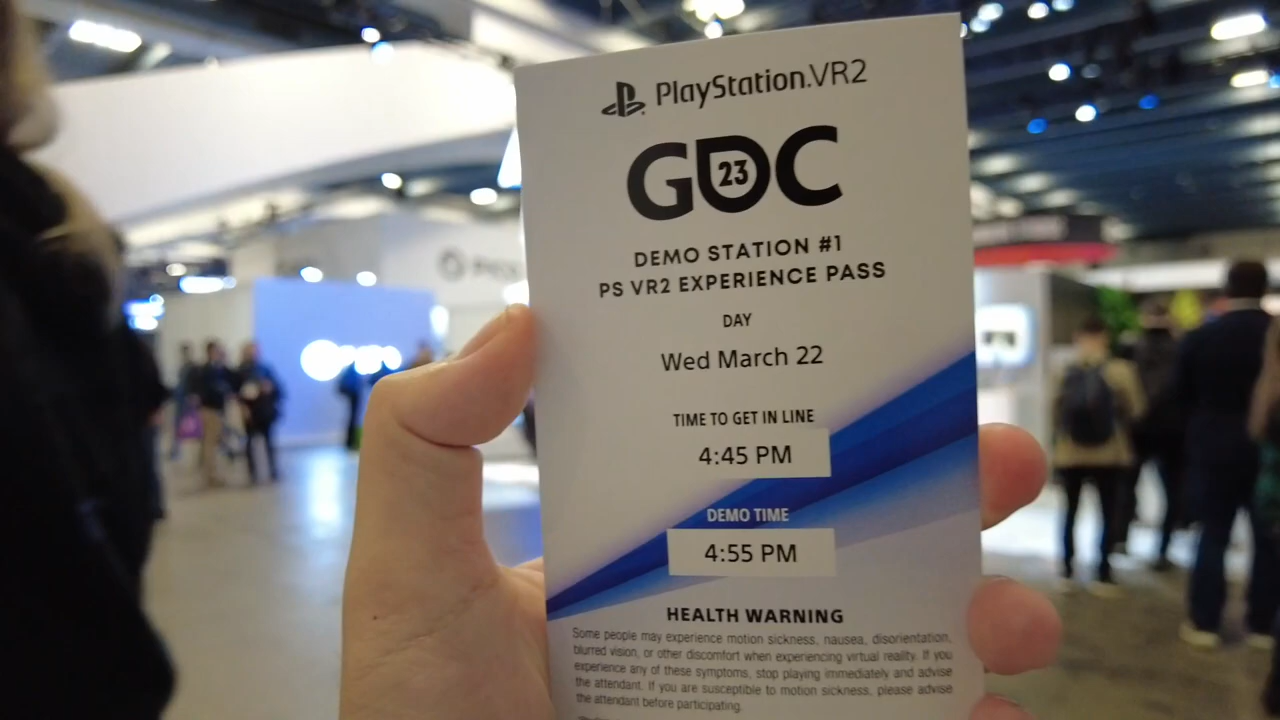 PlayStation.VR2
GDC
23
DEMO STATION #1
PS VR2 EXPERIENCE PASS
DAY
Wed March 22
TIME TO GET IN LINE
4:45 PM
DEMO TIME
4:55 PM
HEALTH WARNING
Some people may experience motion sickness, nausea, disorientation,
blurred vision, or other discomfort when experiencing virtual reality. If you
experience any of these symptoms, stop playing immediately and advise
the attendant. If you are susceptible to motion sickness, please advise
the attendant before participating.